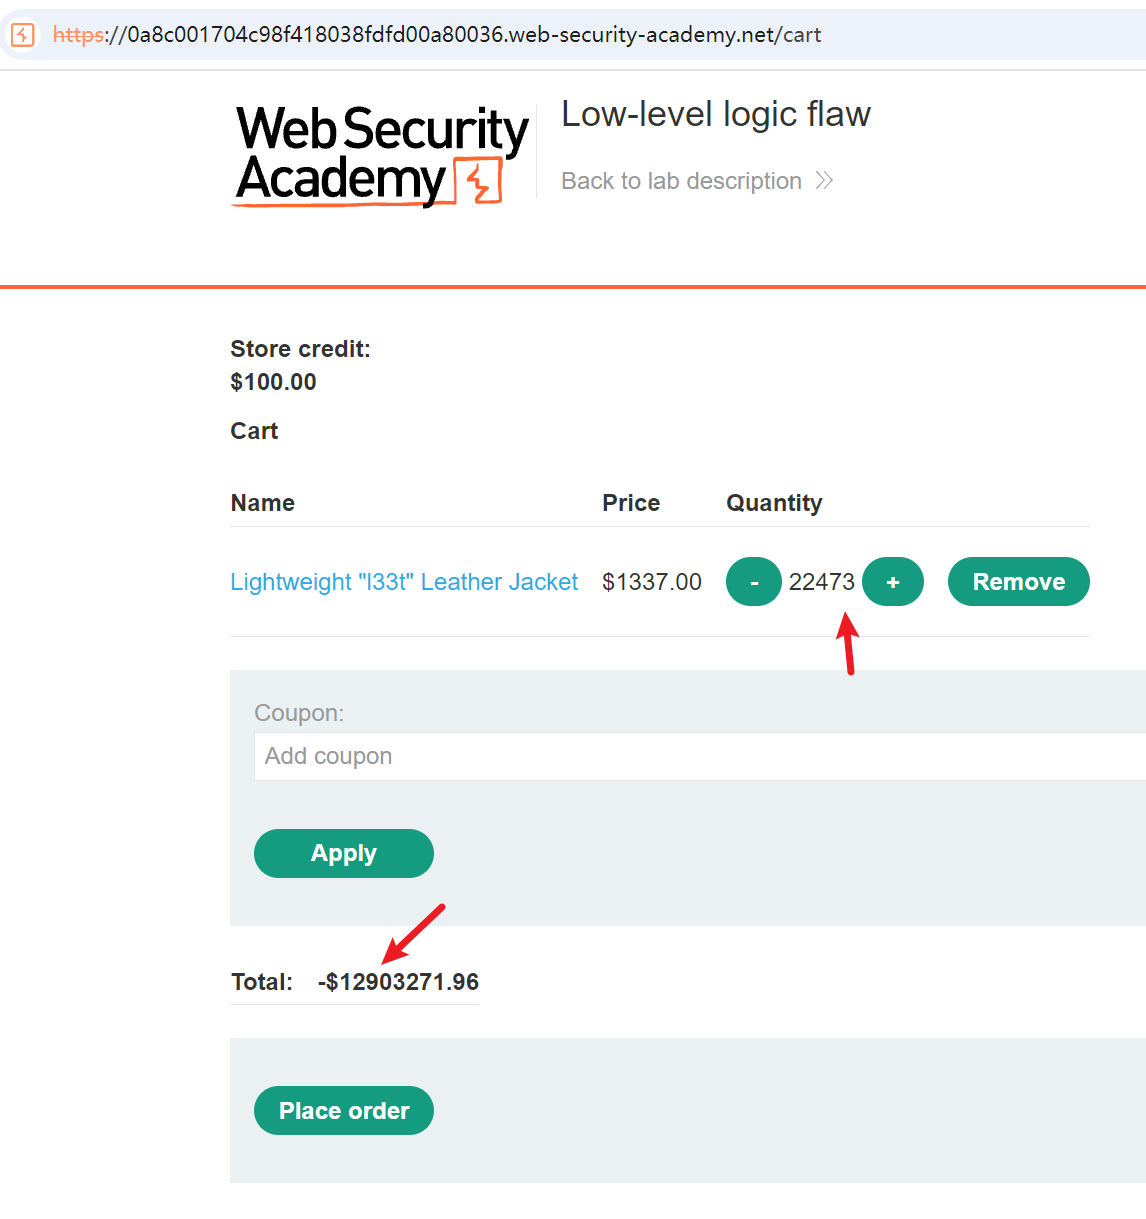 https://0a8c001704c98f418038fdfd00a80036.web-security-academy.net/cart
Web Security
Academy
Low-level logic flaw
Back to lab description
Store credit:
$100.00
Cart
Name Price Quantity
Lightweight "l33t" Leather Jacket $1337.00 - 22473 + Remove
Coupon:
Add coupon
Apply
Total: -$12903271.96
Place order